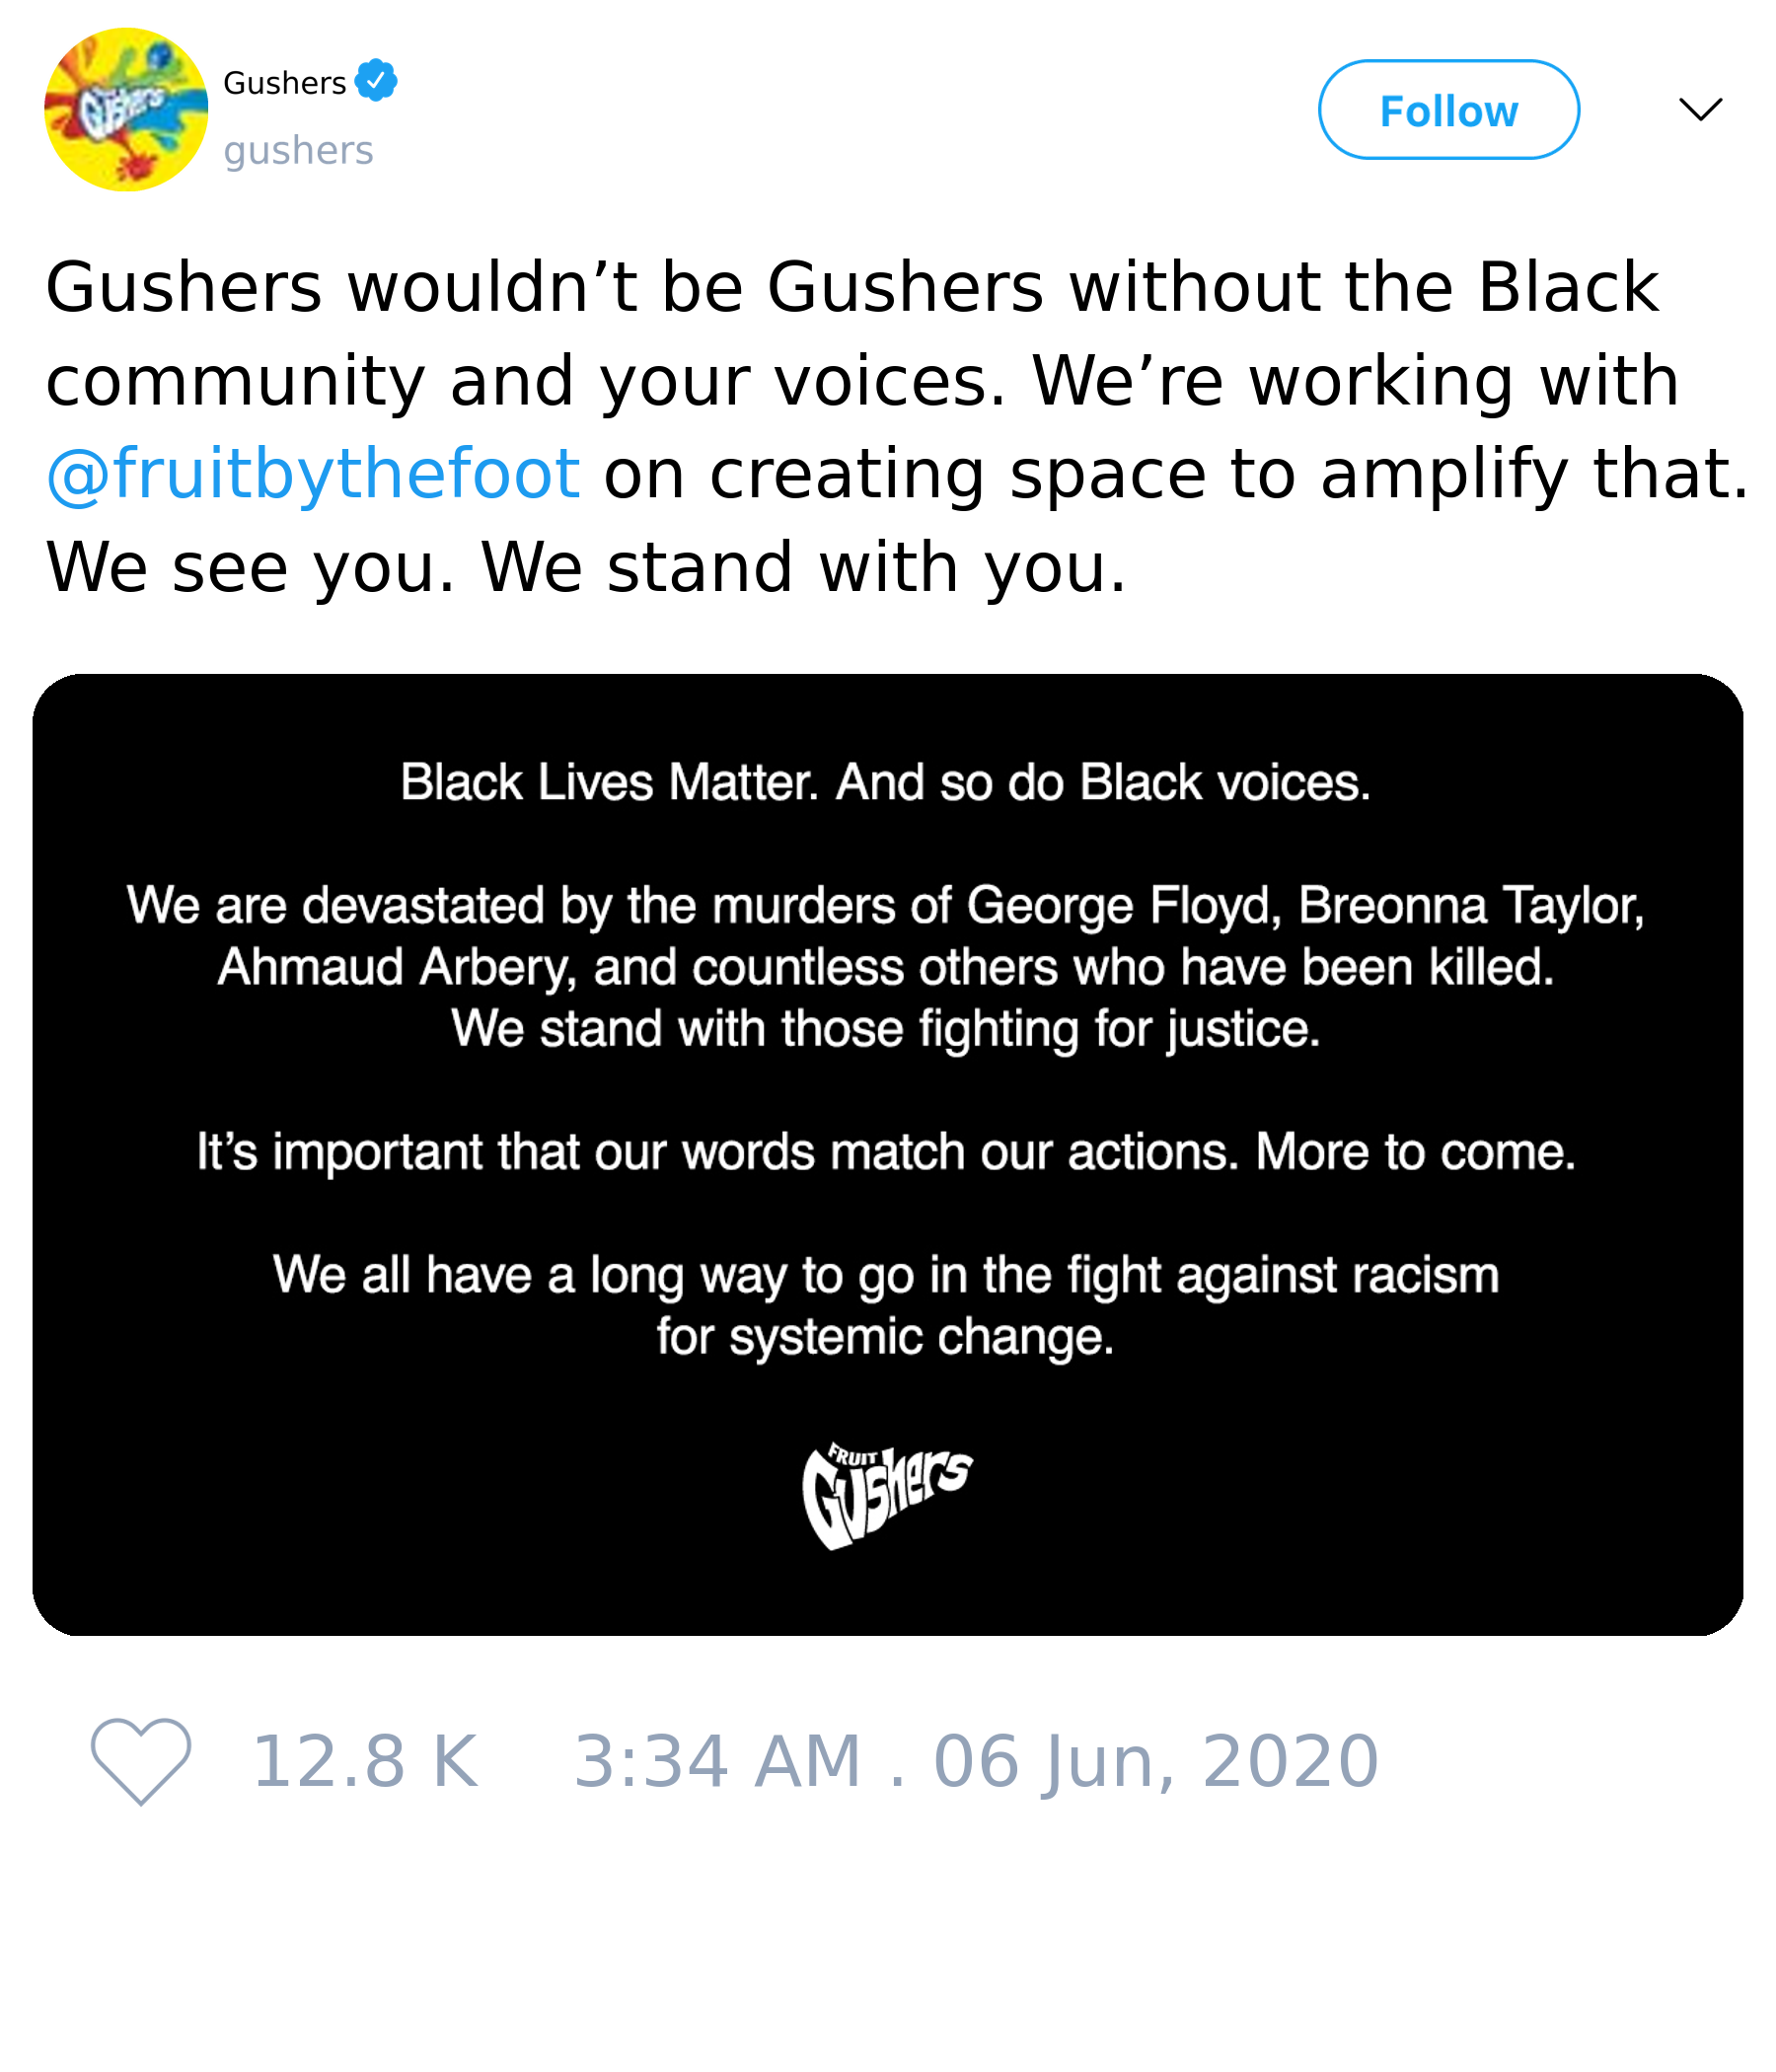 Gushers
Gushers
gushers
Follow
Gushers wouldn’t be Gushers without the Black
community and your voices. We’re working with
@fruitbythefoot on creating space to amplify that.
We see you. We stand with you.
Black Lives Matter. And so do Black voices.
We are devastated by the murders of George Floyd, Breonna Taylor,
Ahmaud Arbery, and countless others who have been killed.
We stand with those fighting for justice.
It’s important that our words match our actions. More to come.
We all have a long way to go in the fight against racism
for systemic change.
FRUIT
Gushers
12.8 K 3:34 AM . 06 Jun, 2020